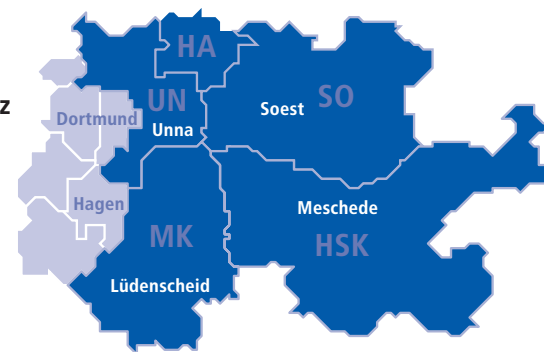 HA
z
UN
SO
Soest
Dortmund
Unna
Hagen
Meschede
MK
HSK
Lüdenscheid